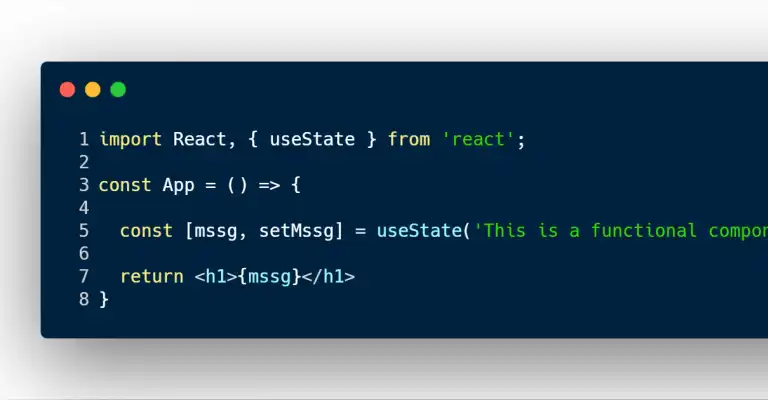 1 import React, { useState } from 'react';
2
3 const App = () => {
4
5   const [mssg, setMssg] = useState('This is a functional
6
7   return <h1>{mssg}</h1>
8 }